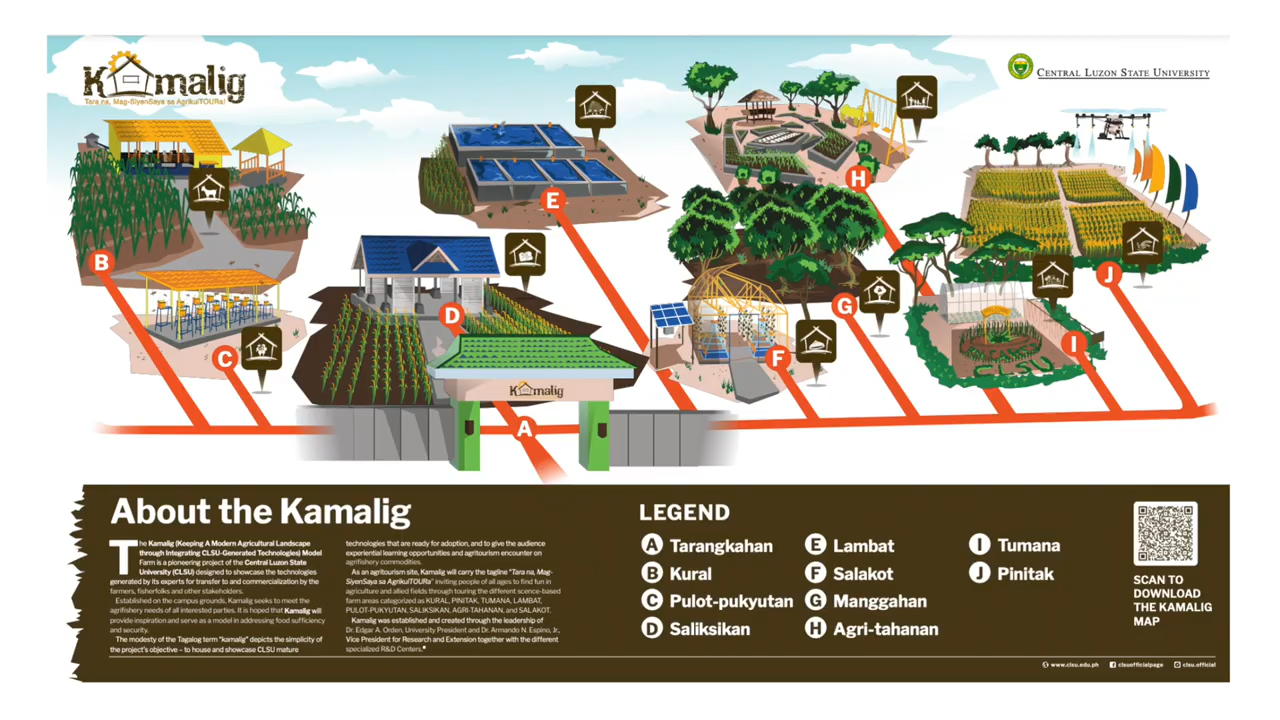 Kamalig
Tara na, Mag-SiyenSaya sa AgrikulTOURa!
CENTRAL LUZON STATE UNIVERSITY
H
E
B
J
G
D
I
C
F
Kamalig
A
CLSU
About the Kamalig
The Kamalig (Keeping A Modern Agricultural Landscape
through Integrating CLSU-Generated Technologies) Model
Farm is a pioneering project of the Central Luzon State
University (CLSU) designed to showcase the technologies
generated by its experts for transfer to and commercialization by the
farmers, fisherfolks and other stakeholders.
Established on the campus grounds, Kamalig seeks to meet the
agrifishery needs of all interested parties. It is hoped that Kamalig will
provide inspiration and serve as a model in addressing food sufficiency
and security.
The modesty of the Tagalog term "kamalig" depicts the simplicity of
the project's objective – to house and showcase CLSU mature
technologies that are ready for adoption, and to give the audience
experiential learning opportunities and agritourism encounter on
agrifishery commodities.
As an agritourism site, Kamalig will carry the tagline "Tara na, Mag-
SiyenSaya sa AgrikulTOURa" inviting people of all ages to find fun in
agriculture and allied fields through touring the different science-based
farm areas categorized as KURAL, PINITAK, TUMANA, LAMBAT,
PULOT-PUKYUTAN, SALIKSIKAN, AGRI-TAHANAN, and SALAKOT.
Kamalig was established and created through the leadership of
Dr. Edgar A. Orden, University President and Dr. Armando N. Espino, Jr.,
Vice President for Research and Extension together with the different
specialized R&D Centers.
LEGEND
A Tarangkahan
B Kural
C Pulot-pukyutan
D Saliksikan
E Lambat
F Salakot
G Manggahan
H Agri-tahanan
I Tumana
J Pinitak
SCAN TO
DOWNLOAD
THE KAMALIG
MAP
www.clsu.edu.ph clsuofficialpage clsu.official